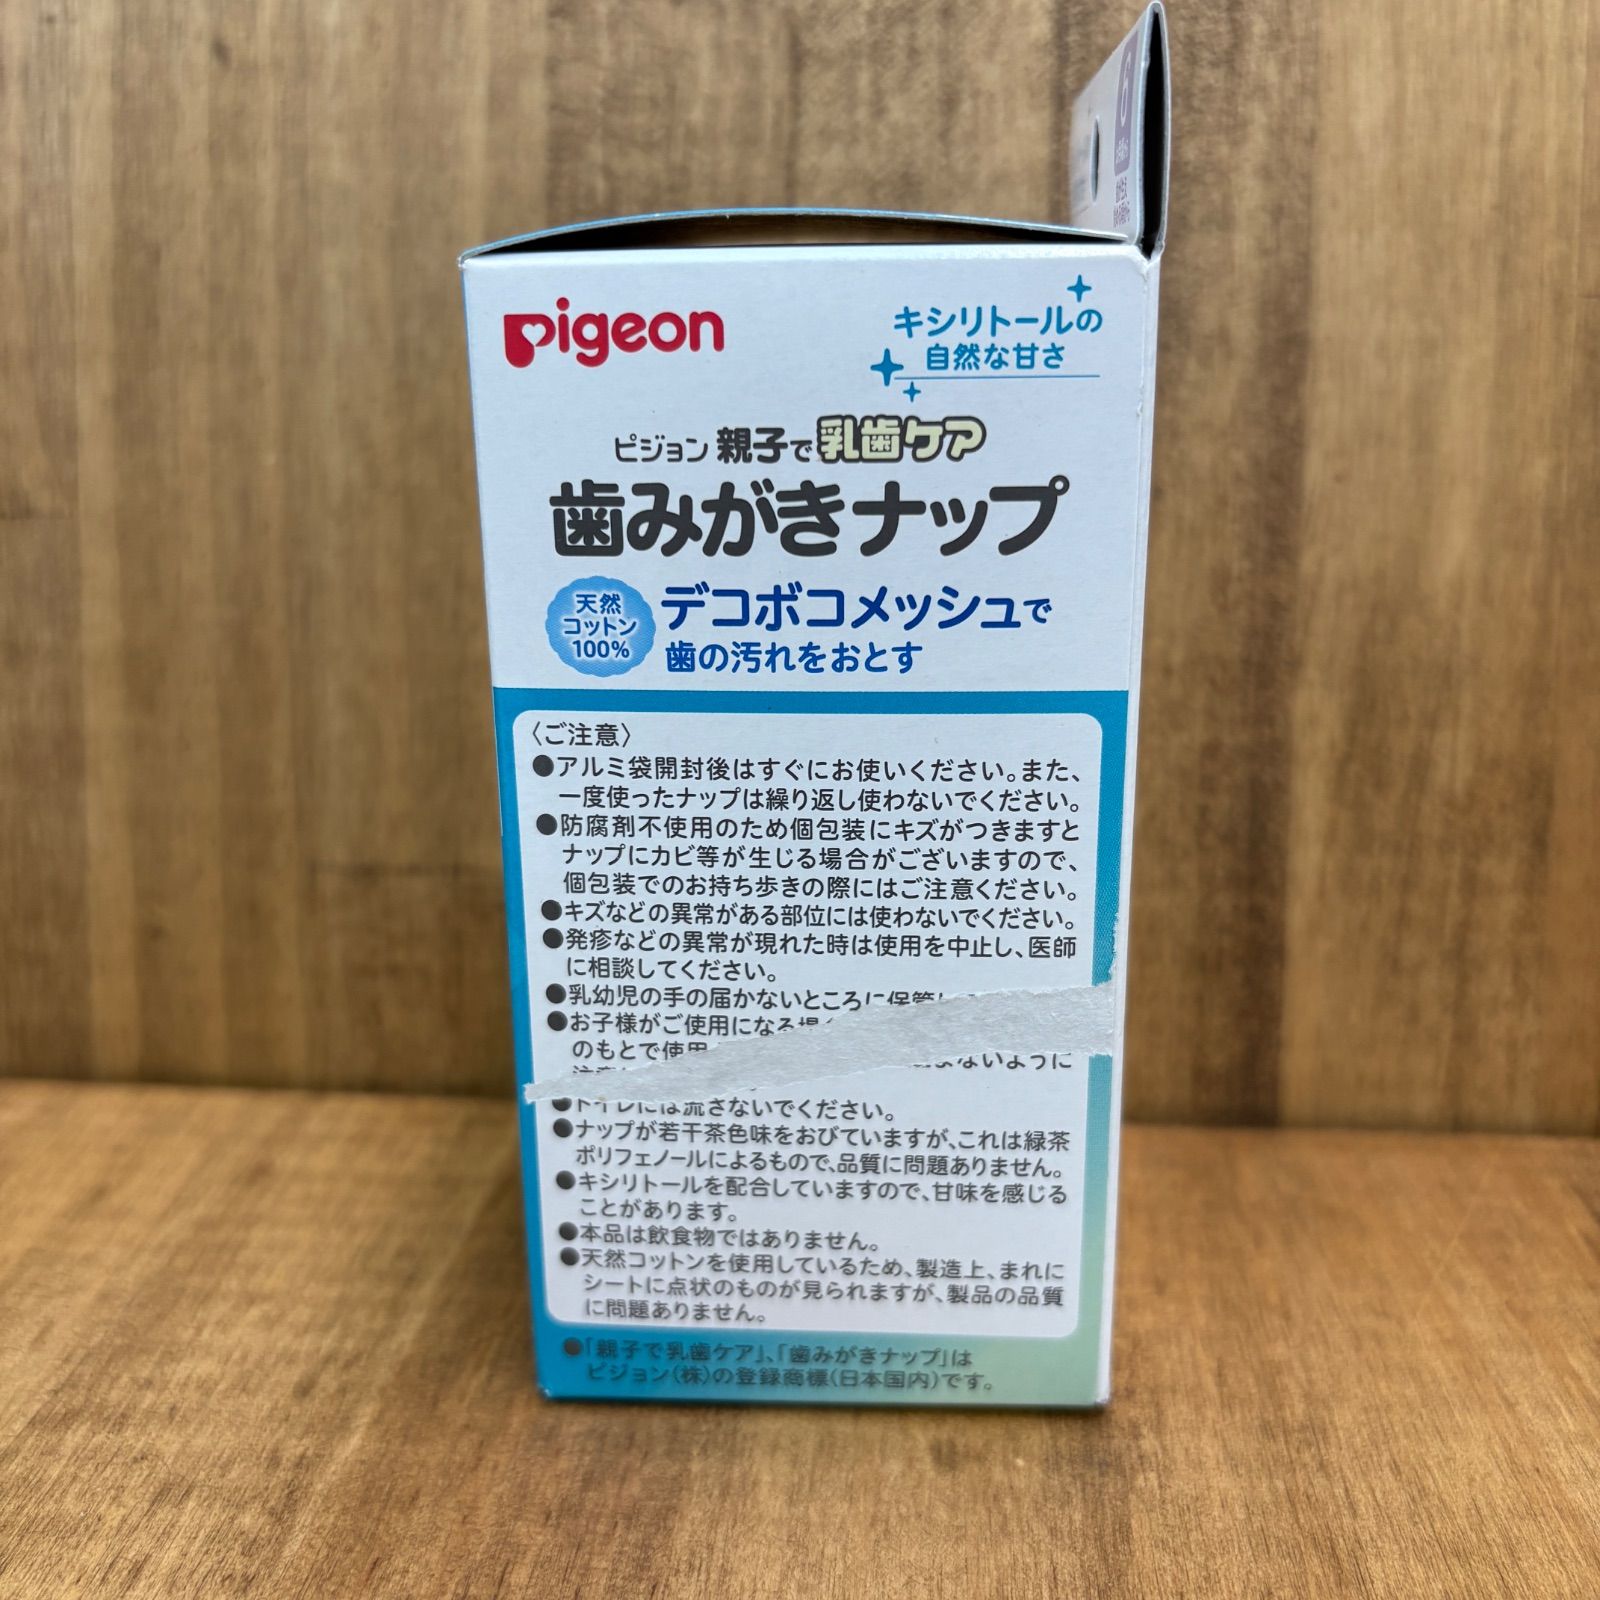 6
pigeon
キシリトールの
自然な甘さ
ピジョン 親子で乳歯ケア
歯みがきナップ
天然
コットン
100%
デコボコメッシュで
歯の汚れをおとす
〈ご注意〉
●アルミ袋開封後はすぐにお使いください。また、
一度使ったナップは繰り返し使わないでください。
●防腐剤不使用のため個包装にキズがつきますと
ナップにカビ等が生じる場合がございますので、
個包装でのお持ち歩きの際にはご注意ください。
●キズなどの異常がある部位には使わないでください。
●発疹などの異常が現れた時は使用を中止し、医師
に相談してください。
●乳幼児の手の届かないところに保管し
●お子様がご使用になる場
のもとで使用 まないように
●トイレには流さないでください。
●ナップが若干茶色味をおびていますが、これは緑茶
ポリフェノールによるもので、品質に問題ありません。
●キシリトールを配合していますので、甘味を感じる
ことがあります。
●本品は飲食物ではありません。
●天然コットンを使用しているため、製造上、まれに
シートに点状のものが見られますが、製品の品質
に問題ありません。
●「親子で乳歯ケア」、「歯みがきナップ」は
ピジョン(株)の登録商標(日本国内)です。